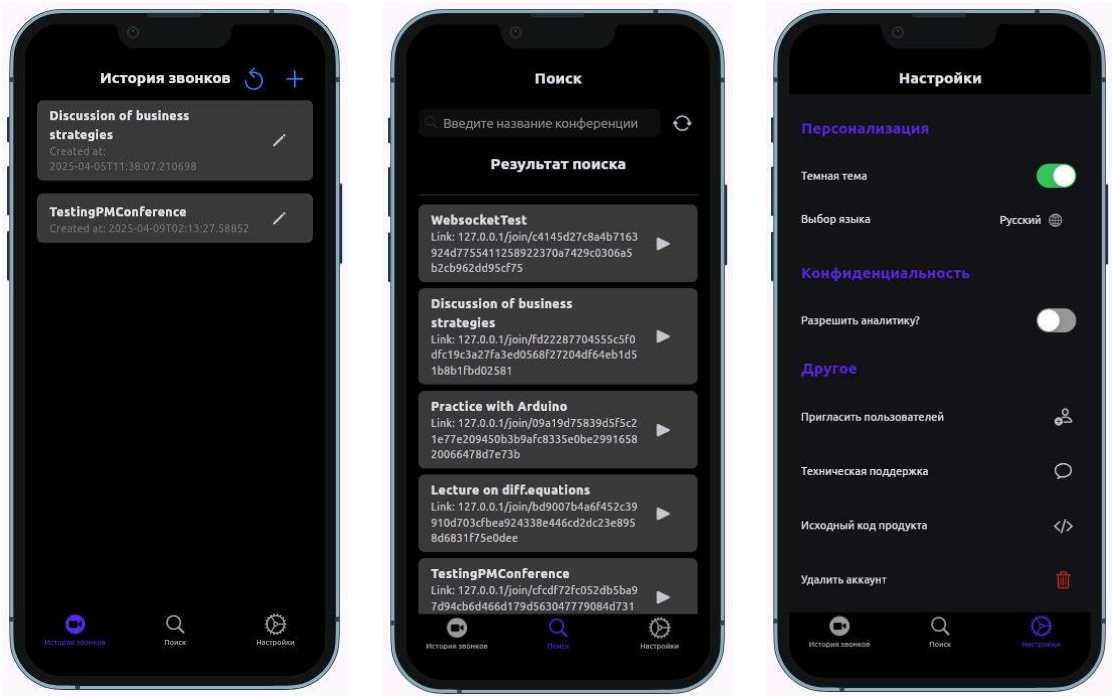 История звонков
Discussion of business
strategies
Created at:
2025-04-05T11:38:07.210698
TestingPMConference
Created at: 2025-04-09T02:13:27.58852
История звонков
Поиск
Настройки
Поиск
Введите название конференции
Результат поиска
WebsocketTest
Link: 127.0.0.1/join/c4145d27c8a4b7163
924d7755411258922370a7429c0306a5
b2cb962dd95cf75
Discussion of business
strategies
Link: 127.0.0.1/join/fd22287704555c5f0
dfc19c3a27fa3ed0568f27204df64eb1d5
1b8b1fbd02581
Practice with Arduino
Link: 127.0.0.1/join/09a19d75839d5f5c2
1e77e209450b3b9afc8335e0be2991658
20066478d7e73b
Lecture on diff.equations
Link: 127.0.0.1/join/bd9007b4a6f452c39
910d703cfbea924338e446cd2dc23e895
8d6831f75e0dee
TestingPMConference
Link: 127.0.0.1/join/cfcdf72fc052db5ba9
7d94cb6d466d179d563047779084d731
История звонков
Поиск
Настройки
Настройки
Персонализация
Темная тема
Выбор языка
Русский
Конфиденциальность
Разрешить аналитику?
Другое
Пригласить пользователей
Техническая поддержка
Исходный код продукта
Удалить аккаунт
История звонков
Поиск
Настройки